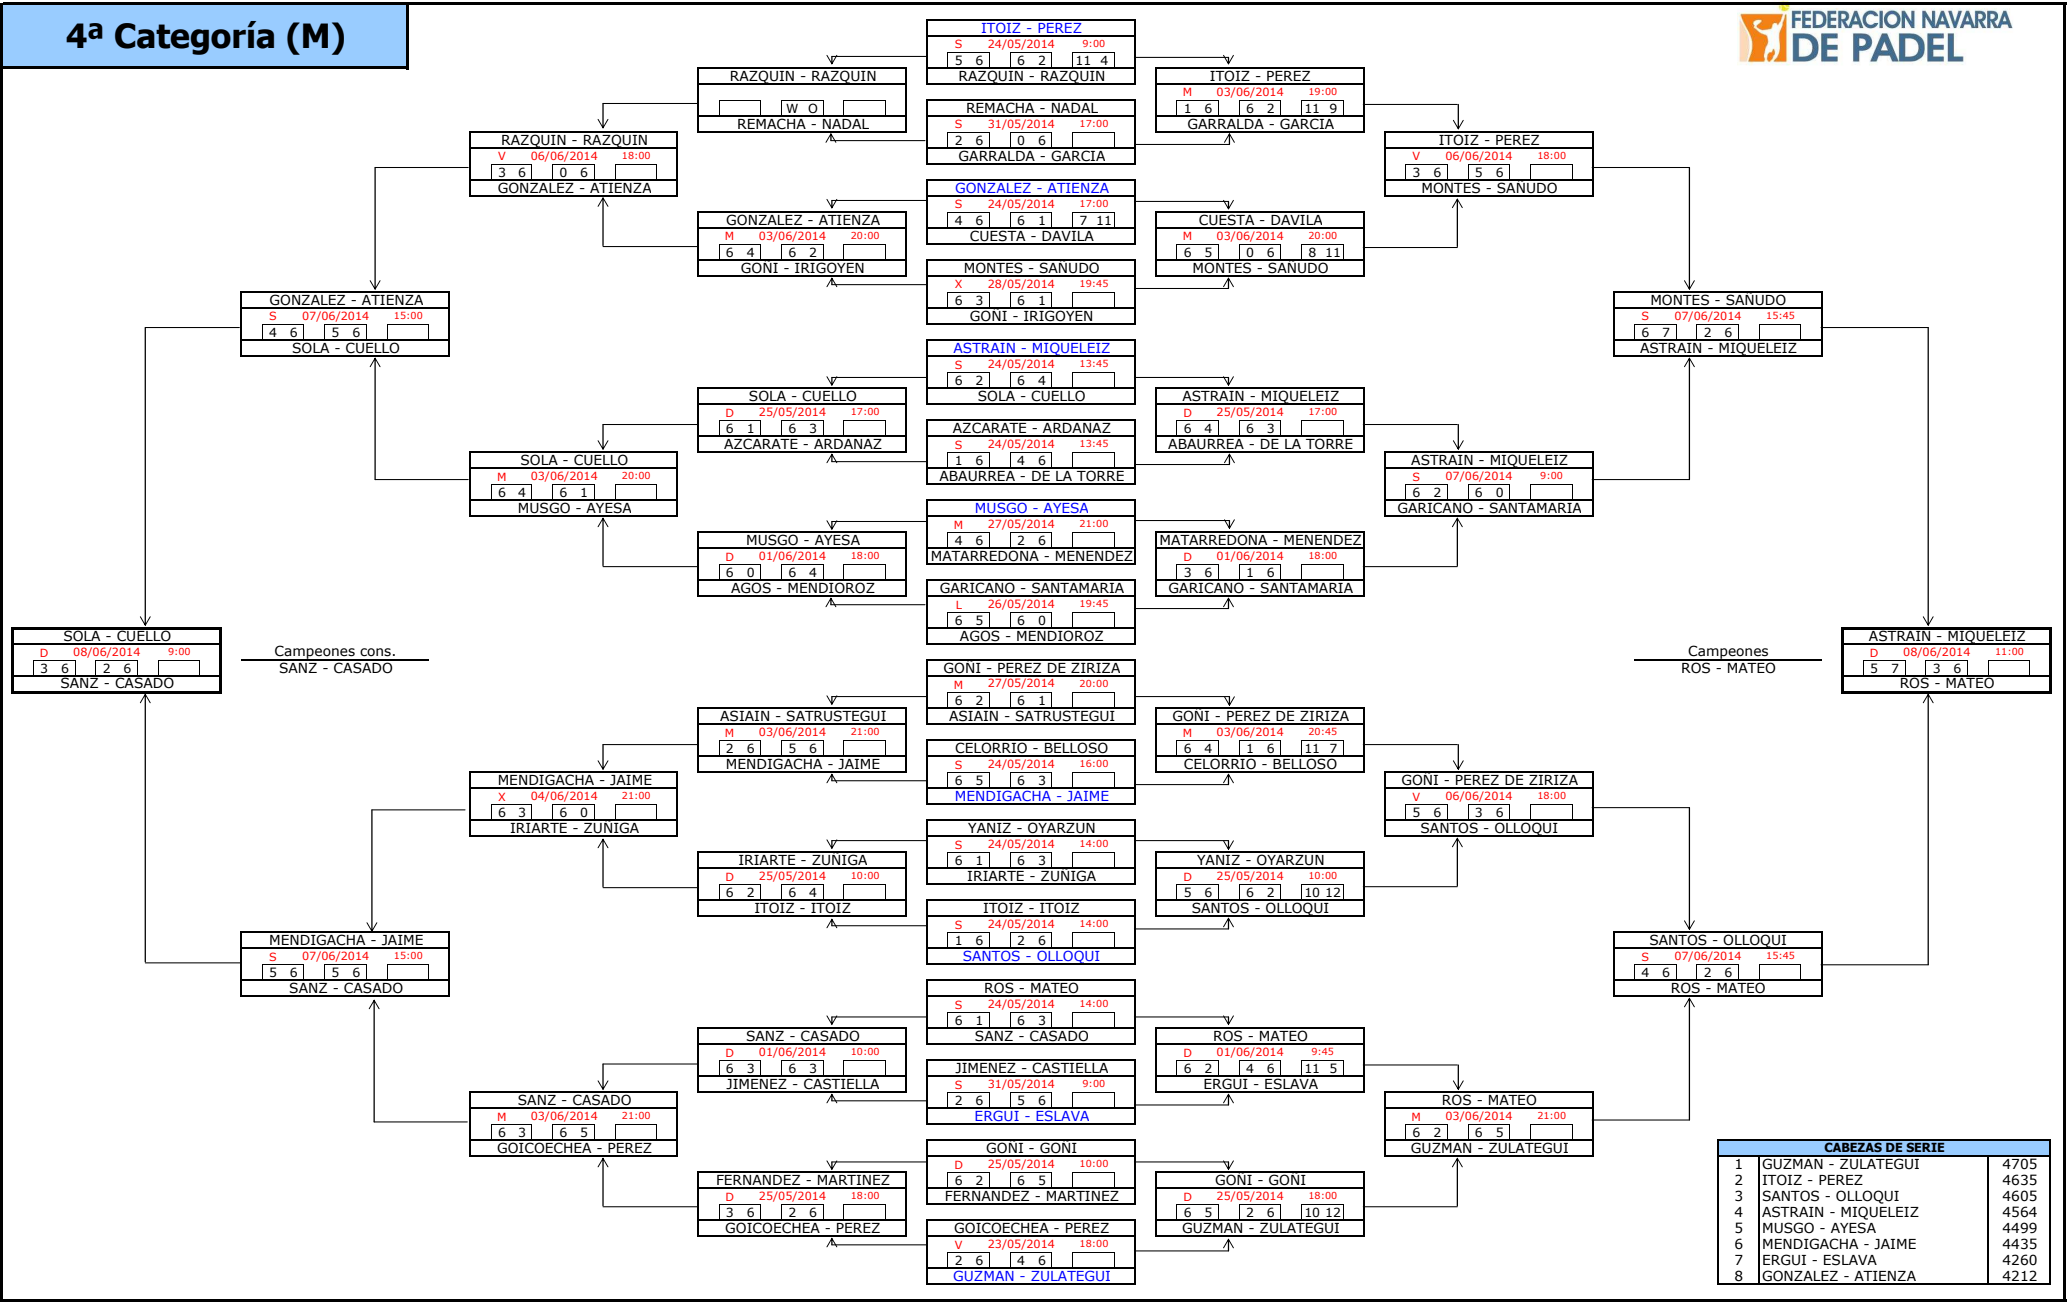 4ª Categoría (M)
FEDERACION NAVARRA
DE PADEL
SOLA - CUELLO
D 08/06/2014 9:00
3 6 2 6
SANZ - CASADO
Campeones cons.
SANZ - CASADO
GONZALEZ - ATIENZA
S 07/06/2014 15:00
4 6 5 6
SOLA - CUELLO
MENDIGACHA - JAIME
S 07/06/2014 15:00
5 6 5 6
SANZ - CASADO
RAZQUIN - RAZQUIN
V 06/06/2014 18:00
3 6 0 6
GONZALEZ - ATIENZA
SOLA - CUELLO
M 03/06/2014 20:00
6 4 6 1
MUSGO - AYESA
MENDIGACHA - JAIME
X 04/06/2014 21:00
6 3 6 0
IRIARTE - ZUÑIGA
SANZ - CASADO
M 03/06/2014 21:00
6 3 6 5
GOICOECHEA - PEREZ
RAZQUIN - RAZQUIN
W O
REMACHA - NADAL
GONZALEZ - ATIENZA
M 03/06/2014 20:00
6 4 6 2
GOÑI - IRIGOYEN
SOLA - CUELLO
D 25/05/2014 17:00
6 1 6 3
AZCARATE - ARDANAZ
MUSGO - AYESA
D 01/06/2014 18:00
6 0 6 4
AGOS - MENDIOROZ
ASIAIN - SATRUSTEGUI
M 03/06/2014 21:00
2 6 5 6
MENDIGACHA - JAIME
IRIARTE - ZUÑIGA
D 25/05/2014 10:00
6 2 6 4
ITOIZ - ITOIZ
SANZ - CASADO
D 01/06/2014 10:00
6 3 6 3
JIMENEZ - CASTIELLA
FERNANDEZ - MARTINEZ
D 25/05/2014 18:00
3 6 2 6
GOICOECHEA - PEREZ
ITOIZ - PEREZ
S 24/05/2014 9:00
5 6 6 2 11 4
RAZQUIN - RAZQUIN
REMACHA - NADAL
S 31/05/2014 17:00
2 6 0 6
GARRALDA - GARCIA
GONZALEZ - ATIENZA
S 24/05/2014 17:00
4 6 6 1 7 11
CUESTA - DAVILA
MONTES - SAÑUDO
X 28/05/2014 19:45
6 3 6 1
GOÑI - IRIGOYEN
ASTRAIN - MIQUELEIZ
S 24/05/2014 13:45
6 2 6 4
SOLA - CUELLO
AZCARATE - ARDANAZ
S 24/05/2014 13:45
1 6 4 6
ABAURREA - DE LA TORRE
MUSGO - AYESA
M 27/05/2014 21:00
4 6 2 6
MATARREDONA - MENENDEZ
GARICANO - SANTAMARIA
L 26/05/2014 19:45
6 5 6 0
AGOS - MENDIOROZ
GOÑI - PEREZ DE ZIRIZA
M 27/05/2014 20:00
6 2 6 1
ASIAIN - SATRUSTEGUI
CELORRIO - BELLOSO
S 24/05/2014 16:00
6 5 6 3
MENDIGACHA - JAIME
YANIZ - OYARZUN
S 24/05/2014 14:00
6 1 6 3
IRIARTE - ZUÑIGA
ITOIZ - ITOIZ
S 24/05/2014 14:00
1 6 2 6
SANTOS - OLLOQUI
ROS - MATEO
S 24/05/2014 14:00
6 1 6 3
SANZ - CASADO
JIMENEZ - CASTIELLA
S 31/05/2014 9:00
2 6 5 6
ERGUI - ESLAVA
GOÑI - GOÑI
D 25/05/2014 10:00
6 2 6 5
FERNANDEZ - MARTINEZ
GOICOECHEA - PEREZ
V 23/05/2014 18:00
2 6 4 6
GUZMAN - ZULATEGUI
ITOIZ - PEREZ
M 03/06/2014 19:00
1 6 6 2 11 9
GARRALDA - GARCIA
CUESTA - DAVILA
M 03/06/2014 20:00
6 5 0 6 8 11
MONTES - SAÑUDO
ASTRAIN - MIQUELEIZ
D 25/05/2014 17:00
6 4 6 3
ABAURREA - DE LA TORRE
MATARREDONA - MENENDEZ
D 01/06/2014 18:00
3 6 1 6
GARICANO - SANTAMARIA
GOÑI - PEREZ DE ZIRIZA
M 03/06/2014 20:45
6 4 1 6 11 7
CELORRIO - BELLOSO
YANIZ - OYARZUN
D 25/05/2014 10:00
5 6 6 2 10 12
SANTOS - OLLOQUI
ROS - MATEO
D 01/06/2014 9:45
6 2 4 6 11 5
ERGUI - ESLAVA
GOÑI - GOÑI
D 25/05/2014 18:00
6 5 2 6 10 12
GUZMAN - ZULATEGUI
ITOIZ - PEREZ
V 06/06/2014 18:00
3 6 5 6
MONTES - SAÑUDO
ASTRAIN - MIQUELEIZ
S 07/06/2014 9:00
6 2 6 0
GARICANO - SANTAMARIA
GOÑI - PEREZ DE ZIRIZA
V 06/06/2014 18:00
5 6 3 6
SANTOS - OLLOQUI
ROS - MATEO
M 03/06/2014 21:00
6 2 6 5
GUZMAN - ZULATEGUI
MONTES - SAÑUDO
S 07/06/2014 15:45
6 7 2 6
ASTRAIN - MIQUELEIZ
SANTOS - OLLOQUI
S 07/06/2014 15:45
4 6 2 6
ROS - MATEO
Campeones
ROS - MATEO
ASTRAIN - MIQUELEIZ
D 08/06/2014 11:00
5 7 3 6
ROS - MATEO
CABEZAS DE SERIE
1 GUZMAN - ZULATEGUI 4705
2 ITOIZ - PEREZ 4635
3 SANTOS - OLLOQUI 4605
4 ASTRAIN - MIQUELEIZ 4564
5 MUSGO - AYESA 4499
6 MENDIGACHA - JAIME 4435
7 ERGUI - ESLAVA 4260
8 GONZALEZ - ATIENZA 4212